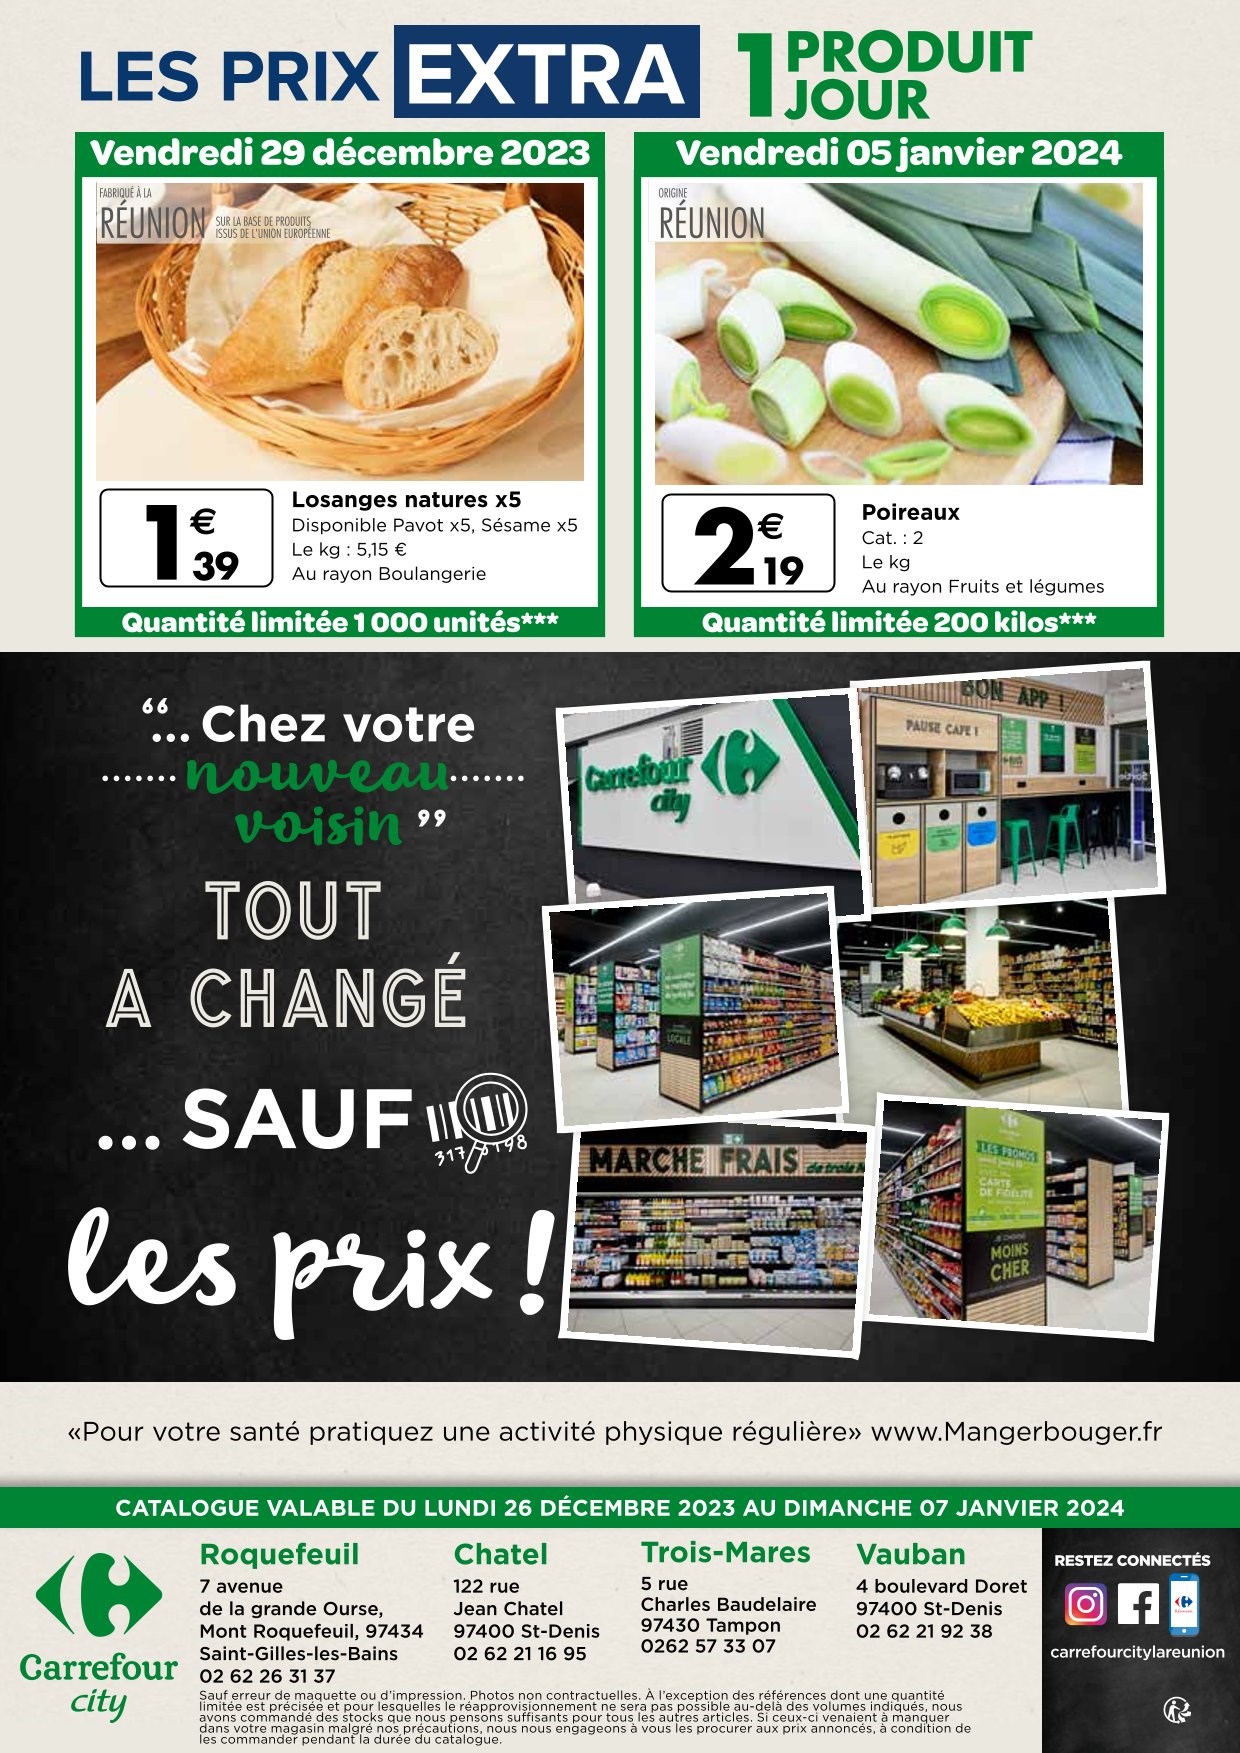 LES PRIX EXTRA 1 PRODUIT
JOUR
Vendredi 29 décembre 2023
FABRIQUÉ À LA
RÉUNION SUR LA BASE DE PRODUITS
ISSUS DE L'UNION EUROPÉENNE
1€39
Losanges natures x5
Disponible Pavot x5, Sésame x5
Le kg : 5,15 €
Au rayon Boulangerie
Quantité limitée 1 000 unités***
Vendredi 05 janvier 2024
ORIGINE
RÉUNION
2€19
Poireaux
Cat. : 2
Le kg
Au rayon Fruits et légumes
Quantité limitée 200 kilos***
“... Chez votre
....... nouveau.......
voisin ”
TOUT
A CHANGÉ
... SAUF
les prix !
Carrefour
city
BON APP !
PAUSE CAFE !
LOCALE
MARCHE FRAIS
LES PROMOS
CARTE
DE FIDÉLITÉ
MOINS
CHER
«Pour votre santé pratiquez une activité physique régulière» www.Mangerbouger.fr
CATALOGUE VALABLE DU LUNDI 26 DÉCEMBRE 2023 AU DIMANCHE 07 JANVIER 2024
Carrefour
city
Roquefeuil
7 avenue
de la grande Ourse,
Mont Roquefeuil, 97434
Saint-Gilles-les-Bains
02 62 26 31 37
Chatel
122 rue
Jean Chatel
97400 St-Denis
02 62 21 16 95
Trois-Mares
5 rue
Charles Baudelaire
97430 Tampon
0262 57 33 07
Vauban
4 boulevard Doret
97400 St-Denis
02 62 21 92 38
RESTEZ CONNECTÉS
carrefourcitylareunion
Sauf erreur de maquette ou d'impression. Photos non contractuelles. À l'exception des références dont une quantité
limitée est précisée et pour lesquelles le réapprovisionnement ne sera pas possible au-delà des volumes indiqués, nous
avons commandé des stocks que nous pensons suffisants pour tous les autres articles. Si ceux-ci venaient à manquer
dans votre magasin malgré nos précautions, nous nous engageons à vous les procurer aux prix annoncés, à condition de
les commander pendant la durée du catalogue.